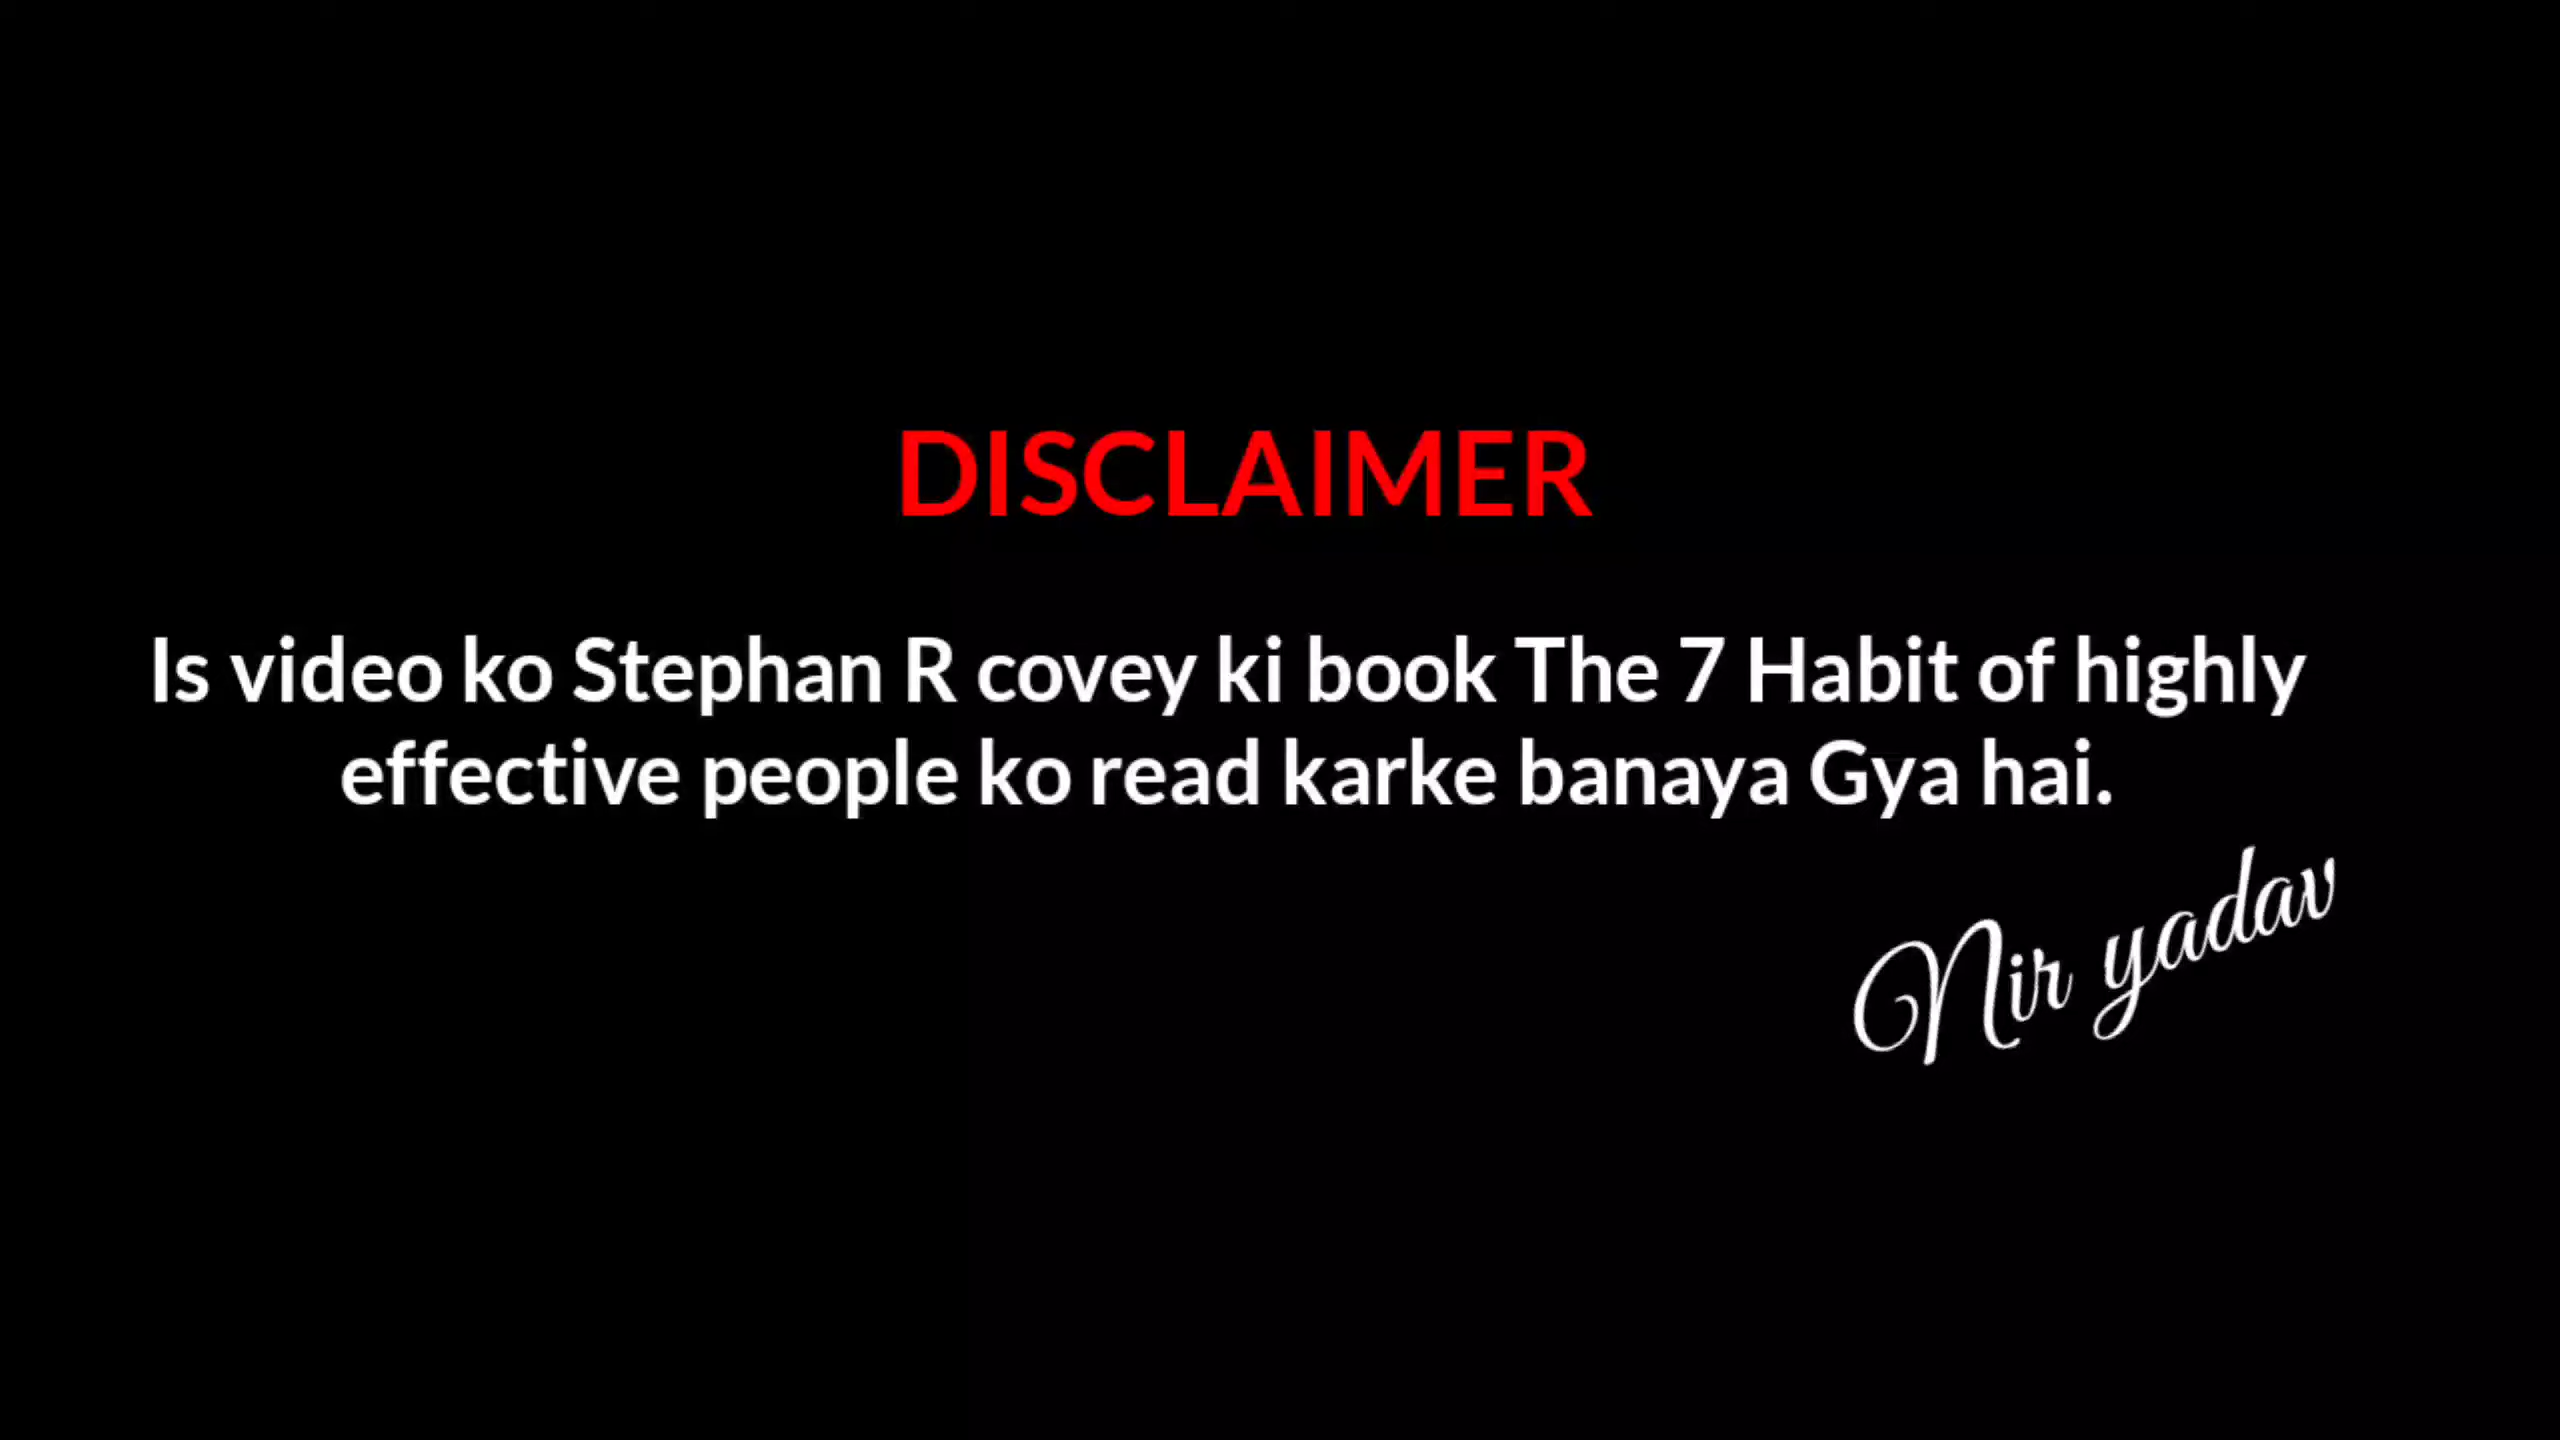 DISCLAIMER
Is video ko Stephan R covey ki book The 7 Habit of highly
effective people ko read karke banaya Gya hai.
Nir yadav